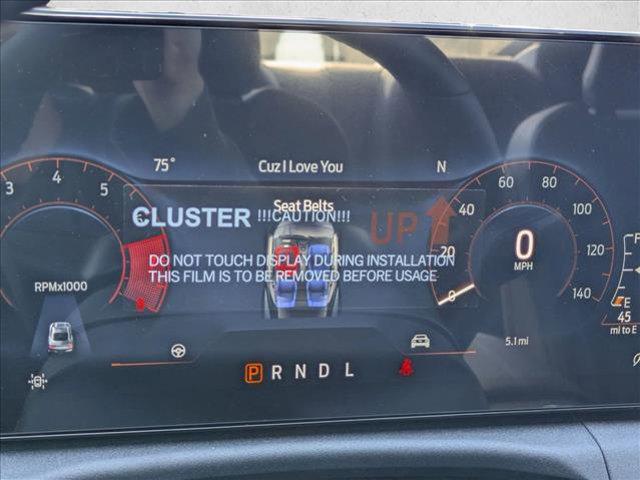 75° Cuz I Love You N
3 4 5
Seat Belts
CLUSTER !!!CAUTION!!! UP
DO NOT TOUCH DISPLAY DURING INSTALLATION
THIS FILM IS TO BE REMOVED BEFORE USAGE
RPMx1000
0 20 40 60 80 100 120 140
0
MPH
F
E
45
mi to E
5.1 mi
P R N D L